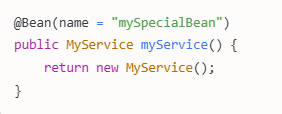 @Bean(name = "mySpecialBean")
public MyService myService() {
    return new MyService();
}